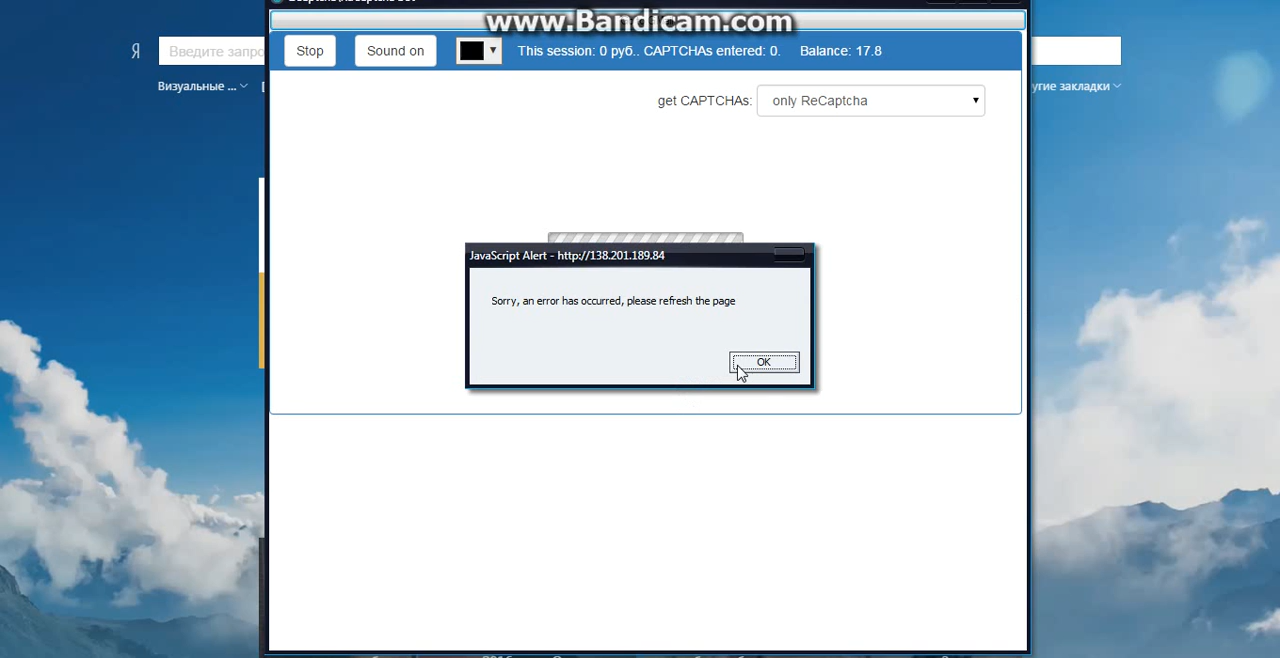 www.Bandicam.com
Я
Введите запро
Stop
Sound on
This session: 0 руб.. CAPTCHAs entered: 0. Balance: 17.8
Визуальные ...
get CAPTCHAs:
only ReCaptcha
JavaScript Alert - http://138.201.189.84
Sorry, an error has occurred, please refresh the page
OK